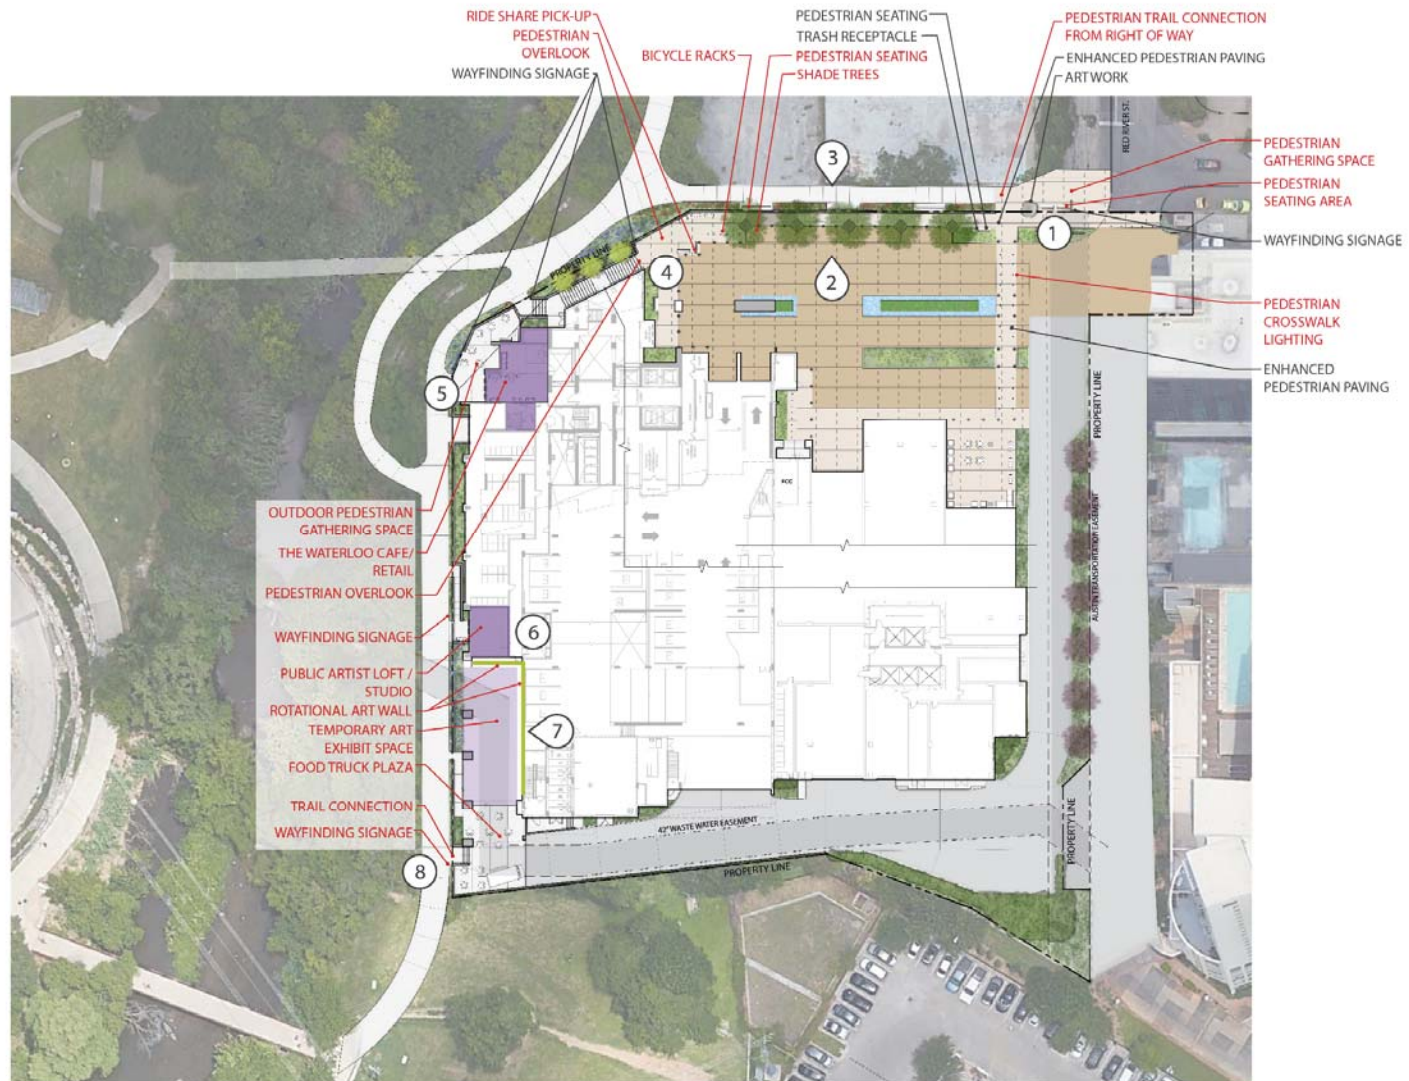 RIDE SHARE PICK-UP
PEDESTRIAN
OVERLOOK
WAYFINDING SIGNAGE
BICYCLE RACKS
PEDESTRIAN SEATING
TRASH RECEPTACLE
PEDESTRIAN SEATING
SHADE TREES
PEDESTRIAN TRAIL CONNECTION
FROM RIGHT OF WAY
ENHANCED PEDESTRIAN PAVING
ART WORK
RED RIVER ST.
PEDESTRIAN
GATHERING SPACE
PEDESTRIAN
SEATING AREA
WAYFINDING SIGNAGE
PEDESTRIAN
CROSSWALK
LIGHTING
ENHANCED
PEDESTRIAN PAVING
3
1
PROPERTY LINE
4
2
5
PROPERTY LINE
AUSTIN TRANSPORTATION EASEMENT
OUTDOOR PEDESTRIAN
GATHERING SPACE
THE WATERLOO CAFE/
RETAIL
PEDESTRIAN OVERLOOK
WAYFINDING SIGNAGE
PUBLIC ARTIST LOFT /
STUDIO
ROTATIONAL ART WALL
TEMPORARY ART
EXHIBIT SPACE
FOOD TRUCK PLAZA
TRAIL CONNECTION
WAYFINDING SIGNAGE
6
7
8
42" WASTE WATER EASEMENT
PROPERTY LINE
PROPERTY LINE